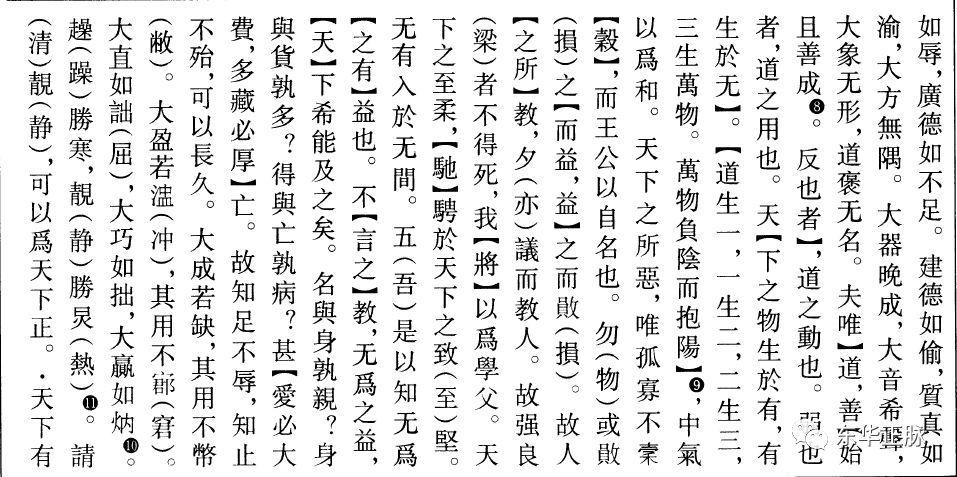 如辱，廣德如不足。建德如偷，質真如
渝，大方無隅。大器晚成，大音希聲，
大象无形，道褒无名。夫唯】道，善【始
且善成❽。反也者】，道之動也。弱也
者，道之用也。天【下之物生於有，有
生於无】。【道生一，一生二，二生三，
三生萬物。萬物負陰而抱陽】❾，中氣
以爲和。天下之所惡，唯孤寡不㯱
【榖】，而王公以自名也。勿（物）或敗
（損）之【而益，益】之而敗（損）。故人
【之所】教，夕（亦）議而教人。故强良
（梁）者不得死，我【將】以爲學父。天
下之至柔，【馳】騁於天下之致（至）堅。
无有入於无間。五（吾）是以知无爲
【之有】益也。不【言之】教，无爲之益，
【天】下希能及之矣。名與身孰親？身
與貨孰多？得與亡孰病？甚【愛必大
費，多藏必厚】亡。故知足不辱，知止
不殆，可以長久。大成若缺，其用不幣
（敝）。大盈若（冲），其用不（窘）。
大直如詘（屈），大巧如拙，大贏如㶧❿。
趮（躁）勝寒，靚（静）勝炅（熱）⓫。請
（清）靚（静），可以爲天下正。·天下有
东华正脉